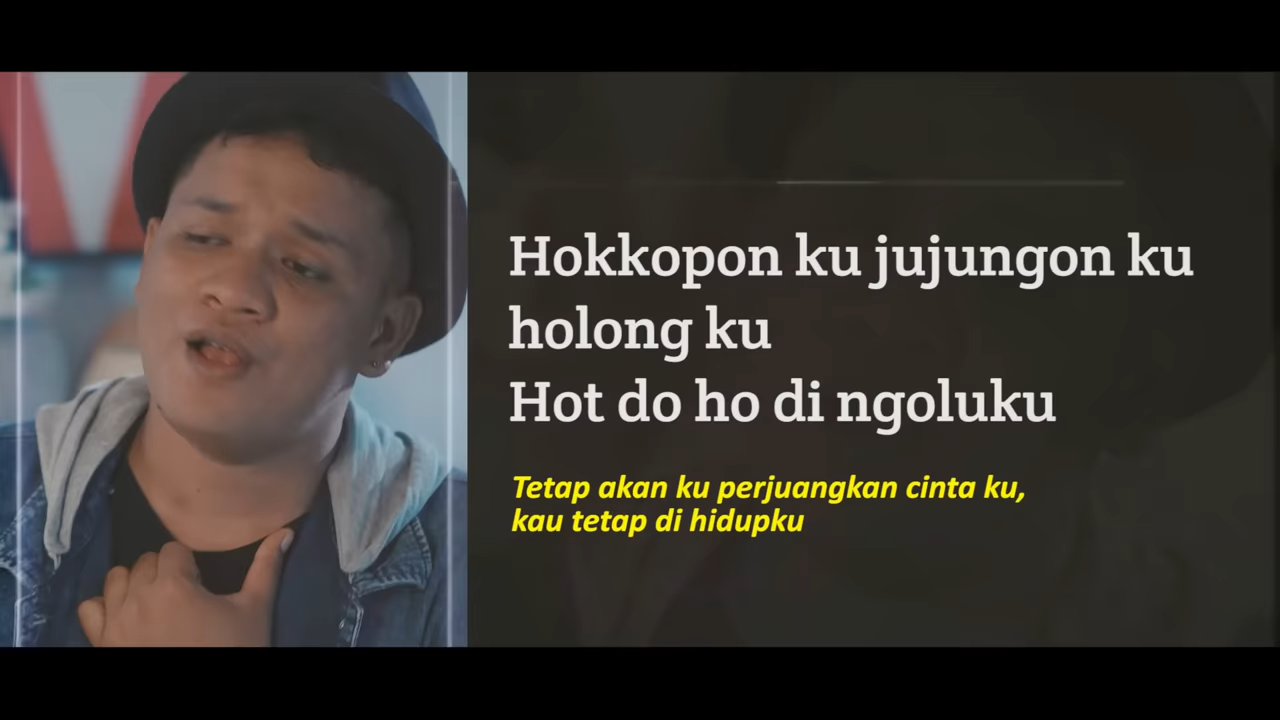 Hokkopon ku jujungon ku
holong ku
Hot do ho di ngoluku
Tetap akan ku perjuangkan cinta ku,
kau tetap di hidupku